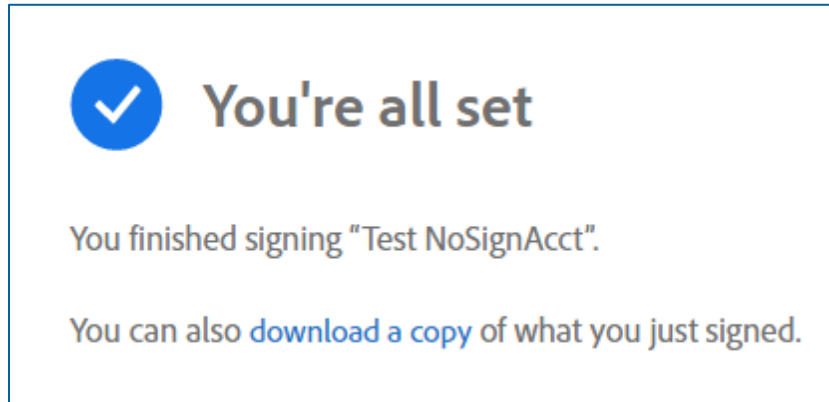 You're all set
You finished signing “Test NoSignAcct”.
You can also download a copy of what you just signed.